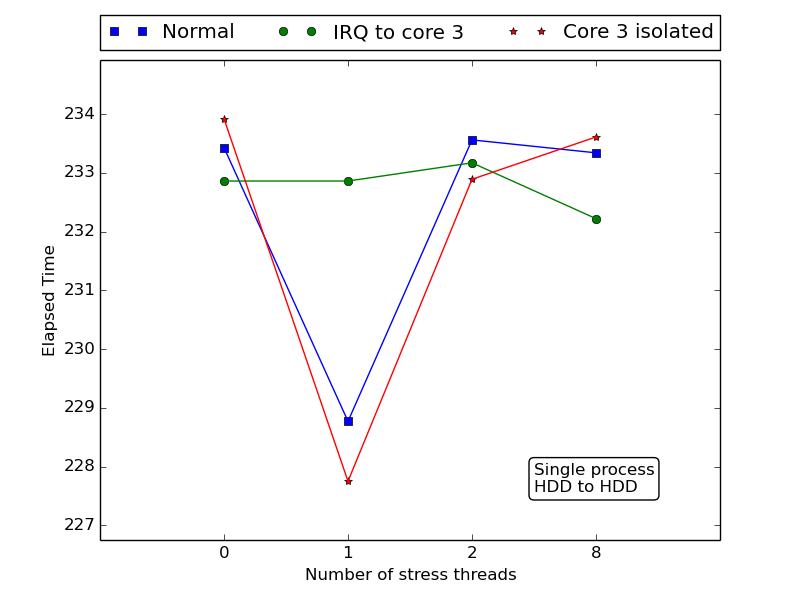 Normal IRQ to core 3 Core 3 isolated
234
233
232
231
230
229
228
227
Elapsed Time
Single process
HDD to HDD
0 1 2 8
Number of stress threads